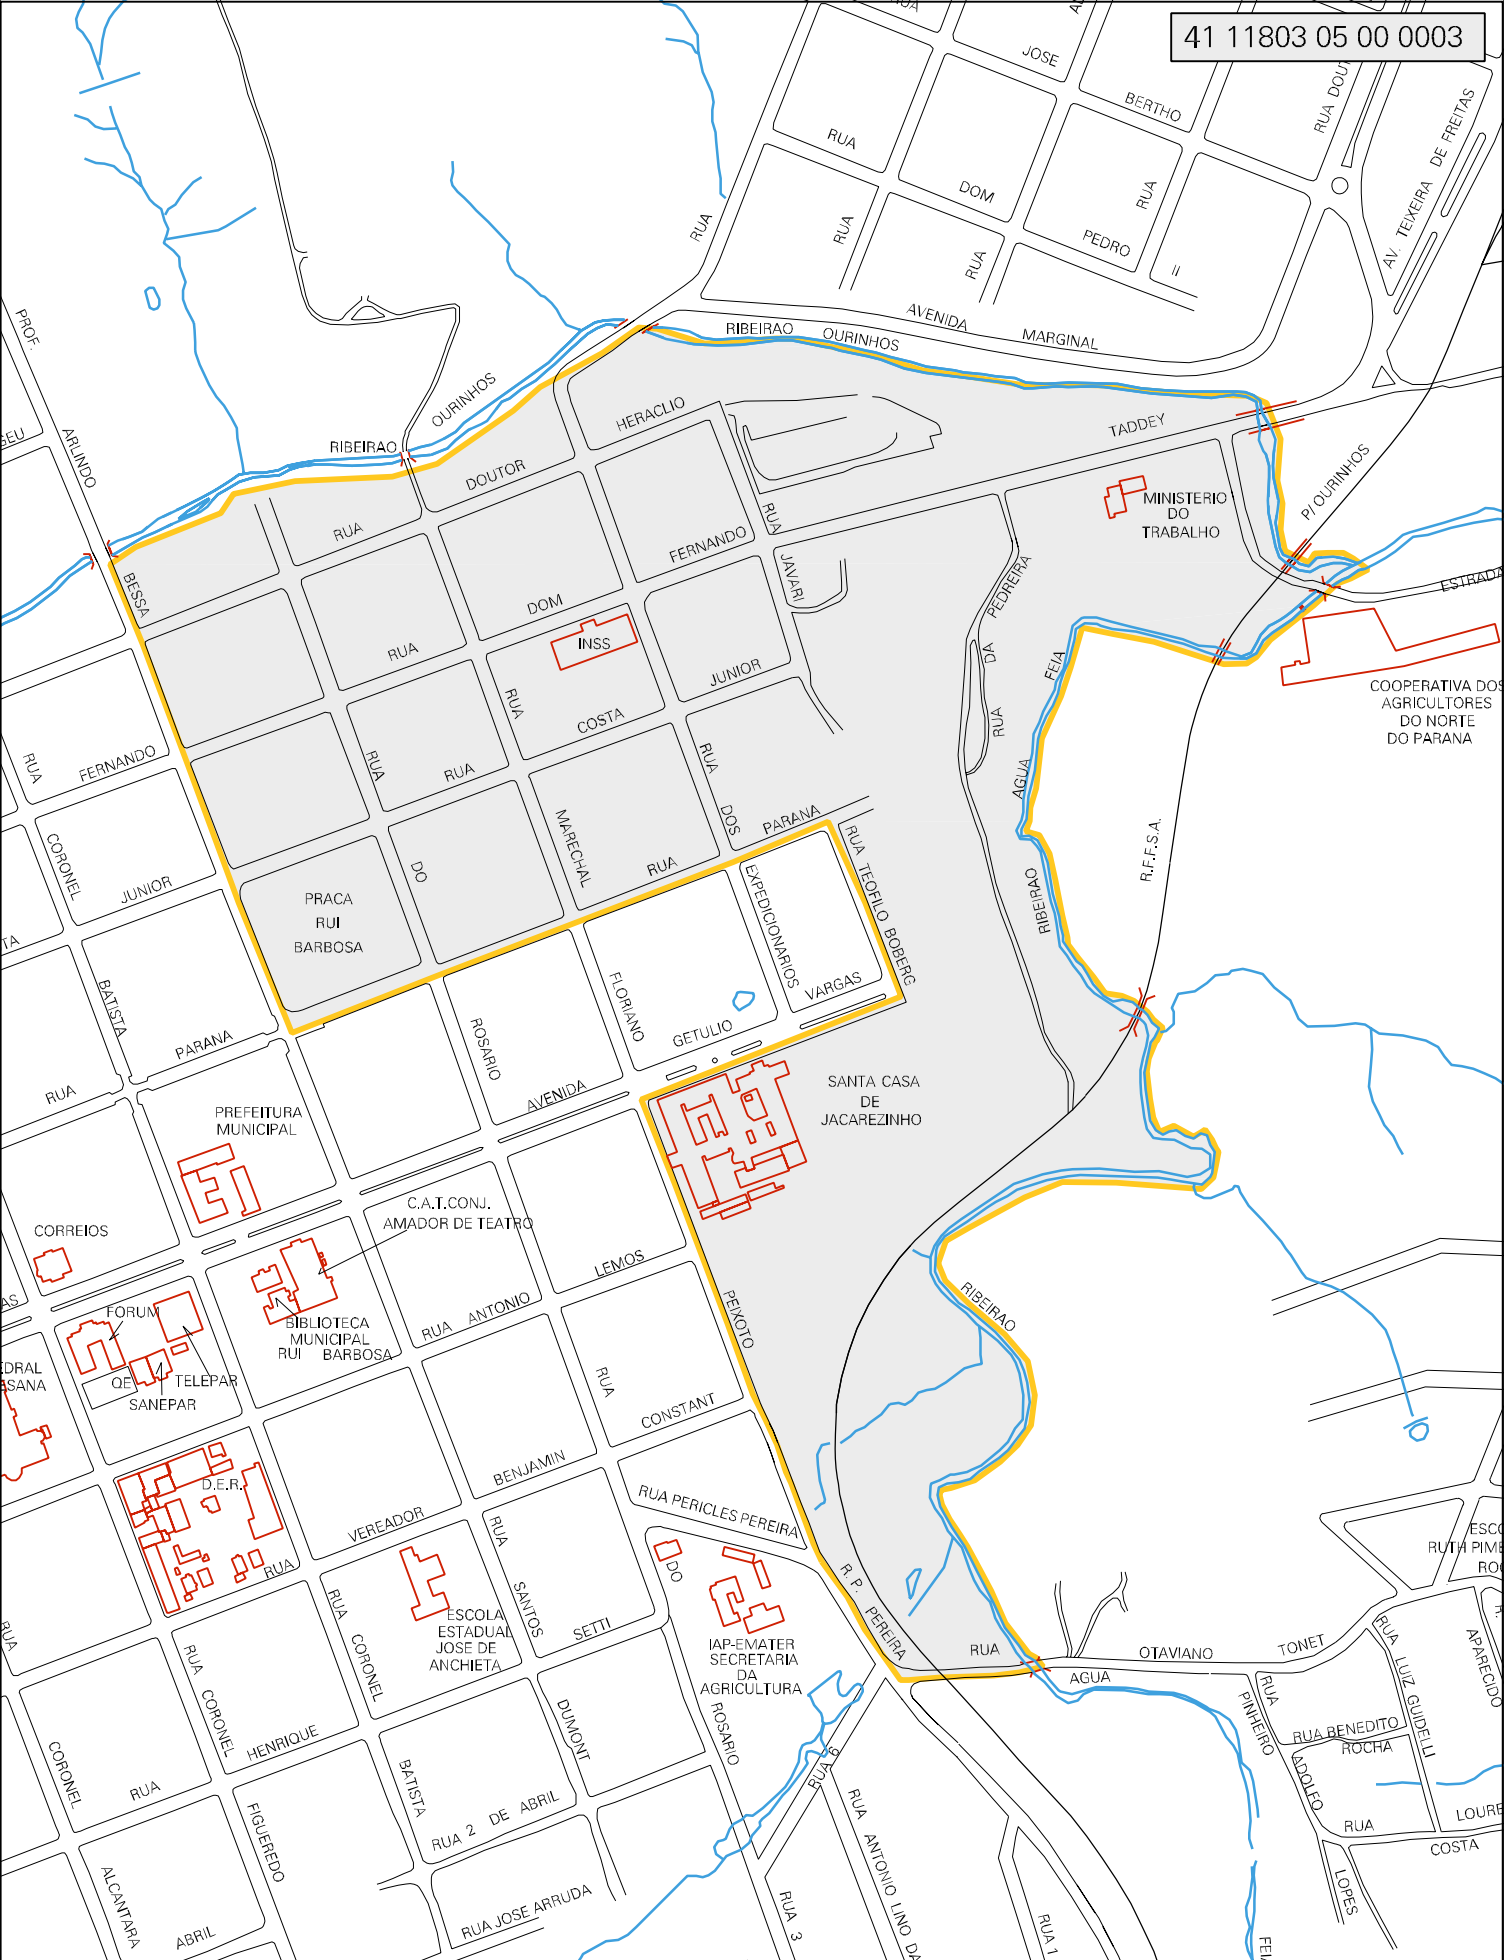 41 11803 05 00 0003
JOSE
BERTHO
RUA
DOM
PEDRO
II
RUA
RUA
RUA
RUA
AV. TEIXEIRA DE FREITAS
AVENIDA
MARGINAL
RIBEIRAO
OURINHOS
PROF.
ARLINDO
BESSA
RIBEIRAO
OURINHOS
HERACLIO
DOUTOR
RUA
TADDEY
P/OURINHOS
MINISTERIO
DO
TRABALHO
ESTRADA
RUA
JAVARI
FERNANDO
DOM
RUA
INSS
JUNIOR
COSTA
RUA
RUA
RUA
RUA
MARECHAL
DO
DOS
PARANA
RUA
PEDREIRA
DA
RUA
FEIA
AGUA
RIBEIRAO
COOPERATIVA DOS
AGRICULTORES
DO NORTE
DO PARANA
R.F.F.S.A.
RUA
FERNANDO
CORONEL
JUNIOR
BATISTA
PARANA
RUA
PRACA
RUI
BARBOSA
RUA TEOFILO BOBERG
EXPEDICIONARIOS
VARGAS
GETULIO
FLORIANO
ROSARIO
AVENIDA
SANTA CASA
DE
JACAREZINHO
PREFEITURA
MUNICIPAL
C.A.T.CONJ.
AMADOR DE TEATRO
CORREIOS
FORUM
BIBLIOTECA
MUNICIPAL
RUI BARBOSA
QE
TELEPAR
SANEPAR
LEMOS
RUA ANTONIO
PEIXOTO
RIBEIRAO
RUA
CONSTANT
BENJAMIN
D.E.R.
VEREADOR
RUA
RUA PERICLES PEREIRA
RUA
SANTOS
SETTI
DO
ESCOLA
ESTADUAL
JOSE DE
ANCHIETA
IAP-EMATER
SECRETARIA
DA
AGRICULTURA
R. P.
PEREIRA
RUA
OTAVIANO
TONET
AGUA
RUA
CORONEL
RUA
CORONEL
HENRIQUE
RUA
CORONEL
BATISTA
DUMONT
ROSARIO
RUA 6
RUA 2 DE ABRIL
FIGUEREDO
ALCANTARA
ABRIL
RUA JOSE ARRUDA
RUA 3
RUA ANTONIO LINO DA
RUA 1
RUA
PINHEIRO
RUA
LUIZ GUIDELLI
APARECIDO
RUA BENEDITO
ROCHA
ADOLFO
RUA
COSTA
LOPES
RUA